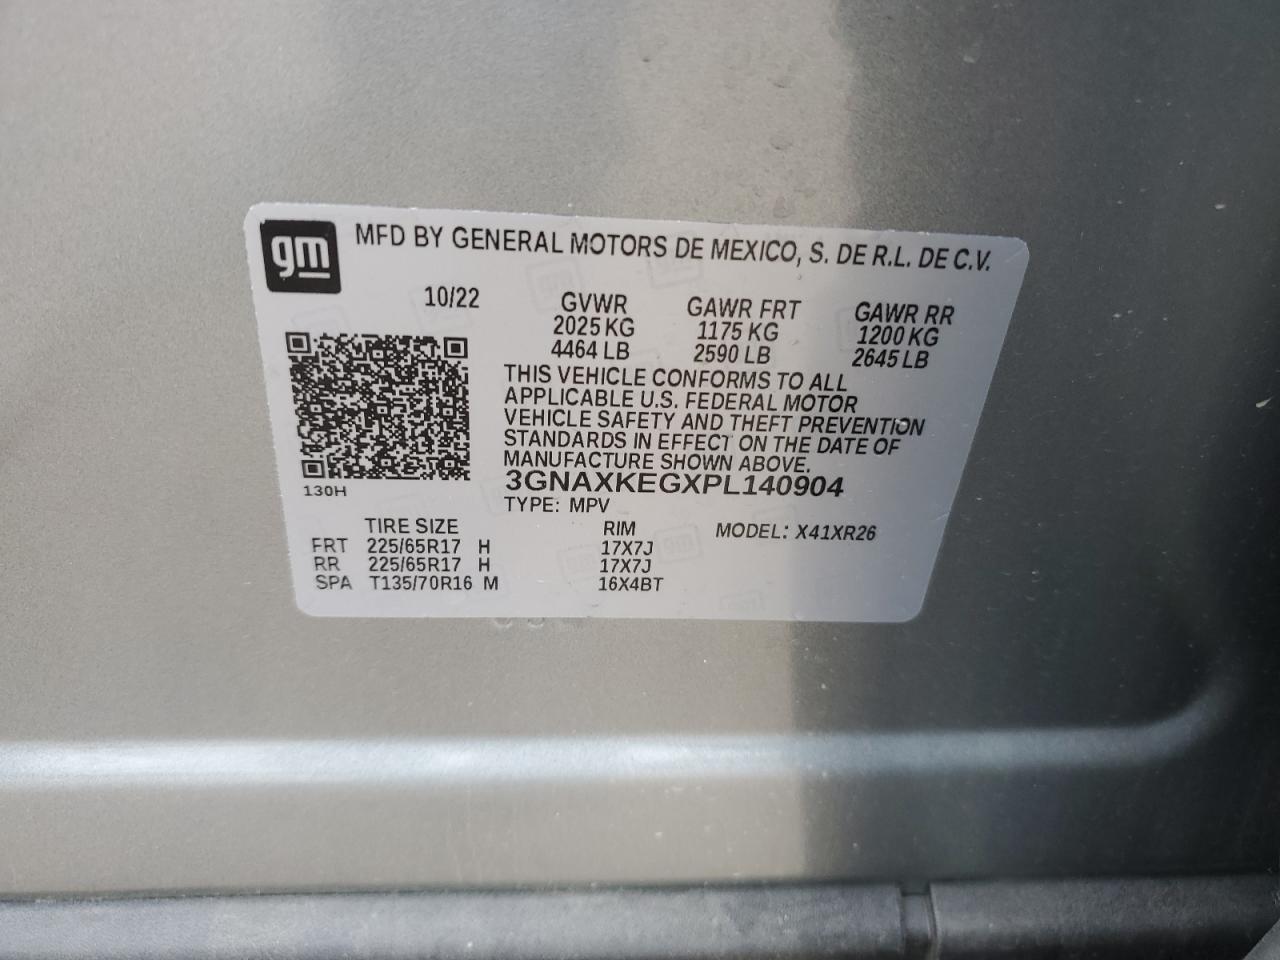 gm
MFD BY GENERAL MOTORS DE MEXICO, S. DE R.L. DE C.V.
10/22 GVWR GAWR FRT GAWR RR
2025 KG 1175 KG 1200 KG
4464 LB 2590 LB 2645 LB
THIS VEHICLE CONFORMS TO ALL
APPLICABLE U.S. FEDERAL MOTOR
VEHICLE SAFETY AND THEFT PREVENTION
STANDARDS IN EFFECT ON THE DATE OF
MANUFACTURE SHOWN ABOVE.
3GNAXKEGXPL140904
130H
TYPE: MPV
TIRE SIZE RIM MODEL: X41XR26
FRT 225/65R17 H 17X7J
RR 225/65R17 H 17X7J
SPA T135/70R16 M 16X4BT